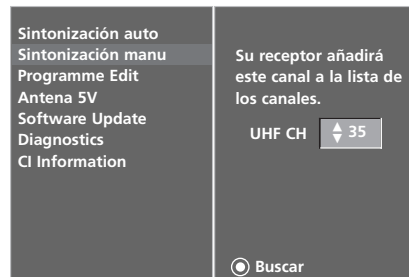 Sintonización auto
Sintonización manu
Programme Edit
Antena 5V
Software Update
Diagnostics
CI Information
Su receptor añadirá
este canal a la lista de
los canales.
UHF CH 35
Buscar